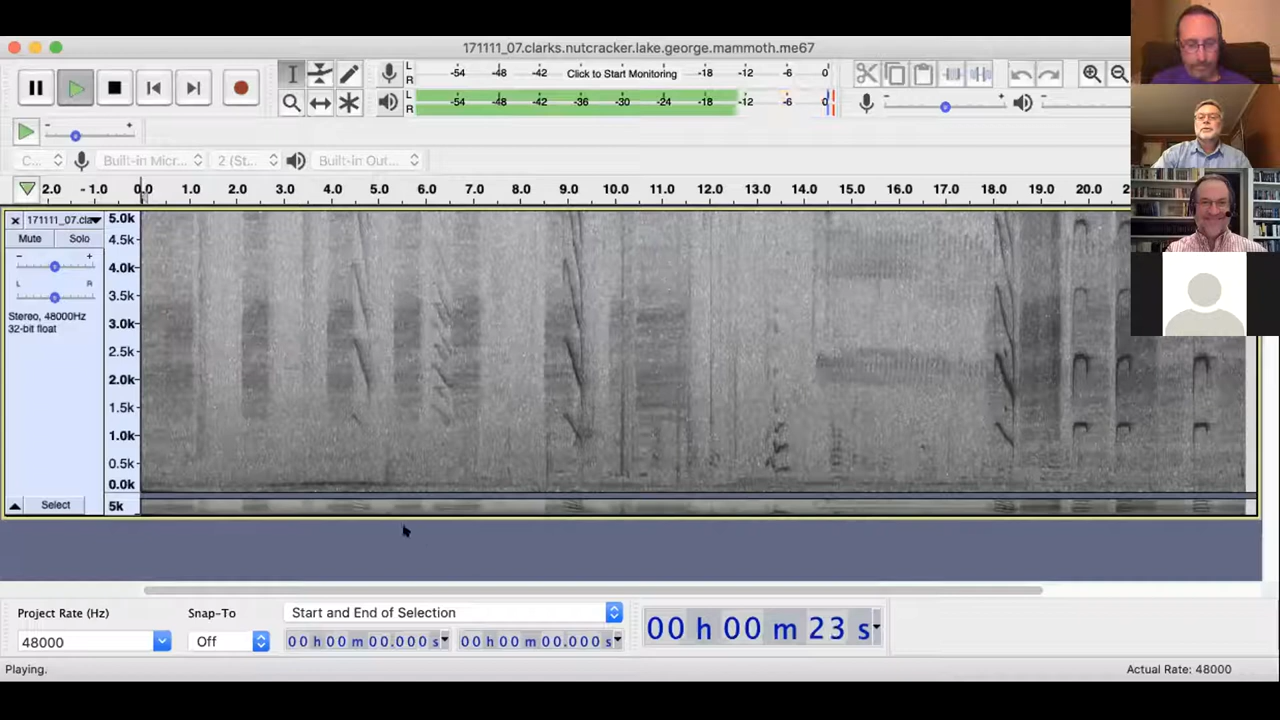 171111_07.clarks.nutcracker.lake.george.mammoth.me67
L R -54 -48 -42 Click to Start Monitoring -18 -12 -6 0
L R -54 -48 -42 -36 -30 -24 -18 -12 -6 0 - +
- +
C... Built-in Micr... 2 (St... Built-in Out...
2.0 - 1.0 0.0 1.0 2.0 3.0 4.0 5.0 6.0 7.0 8.0 9.0 10.0 11.0 12.0 13.0 14.0 15.0 16.0 17.0 18.0 19.0 20.0
171111_07.cla 5.0k
Mute Solo 4.5k
- + 4.0k
L R 3.5k
Stereo, 48000Hz 3.0k
32-bit float
2.5k
2.0k
1.5k
1.0k
0.5k
0.0k
Select 5k
Project Rate (Hz) Snap-To Start and End of Selection
48000 Off 00 h 00 m 00.000 s 00 h 00 m 00.000 s 00 h 00 m 23 s
Playing. Actual Rate: 48000